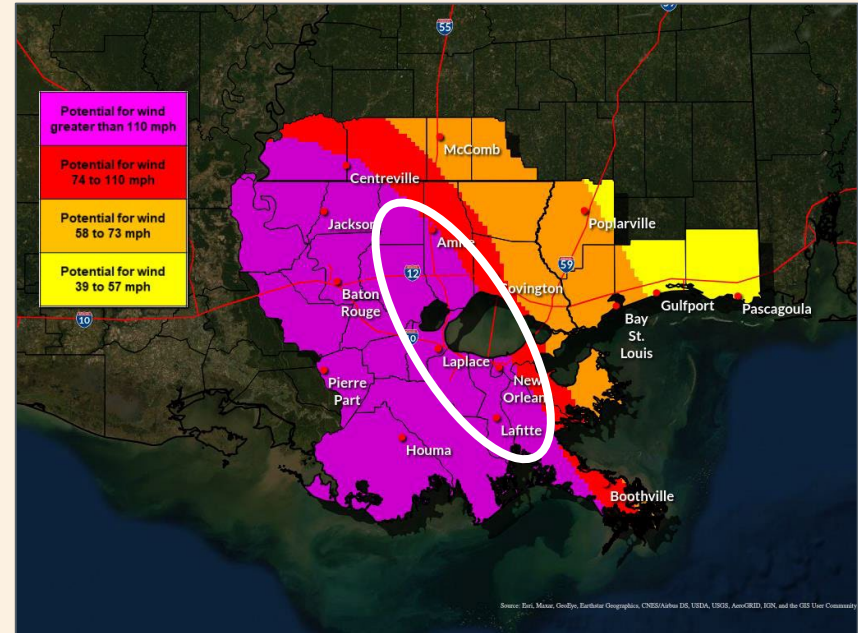 55
59
Potential for wind
greater than 110 mph
Potential for wind
74 to 110 mph
Potential for wind
58 to 73 mph
Potential for wind
39 to 57 mph
McComb
Centreville
Jackson
Poplarville
Amite
12
59
Covington
Baton
Rouge
Gulfport
Pascagoula
10
10
Bay
St.
Louis
Laplace
New
Orleans
Pierre
Part
Lafitte
Houma
Boothville
Source: Esri, Maxar, GeoEye, Earthstar Geographics, CNES/Airbus DS, USDA, USGS, AeroGRID, IGN, and the GIS User Community